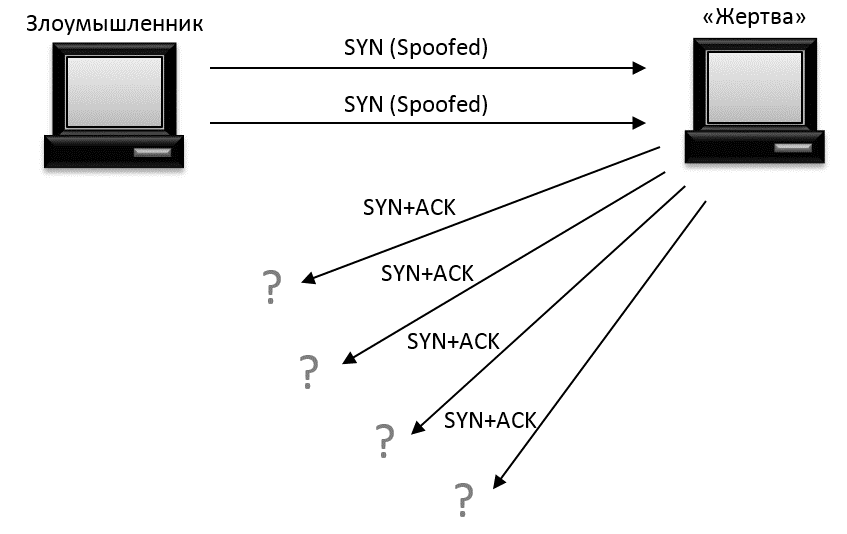 Злоумышленник
«Жертва»
SYN (Spoofed)
SYN (Spoofed)
SYN+ACK
?
SYN+ACK
?
SYN+ACK
?
SYN+ACK
?